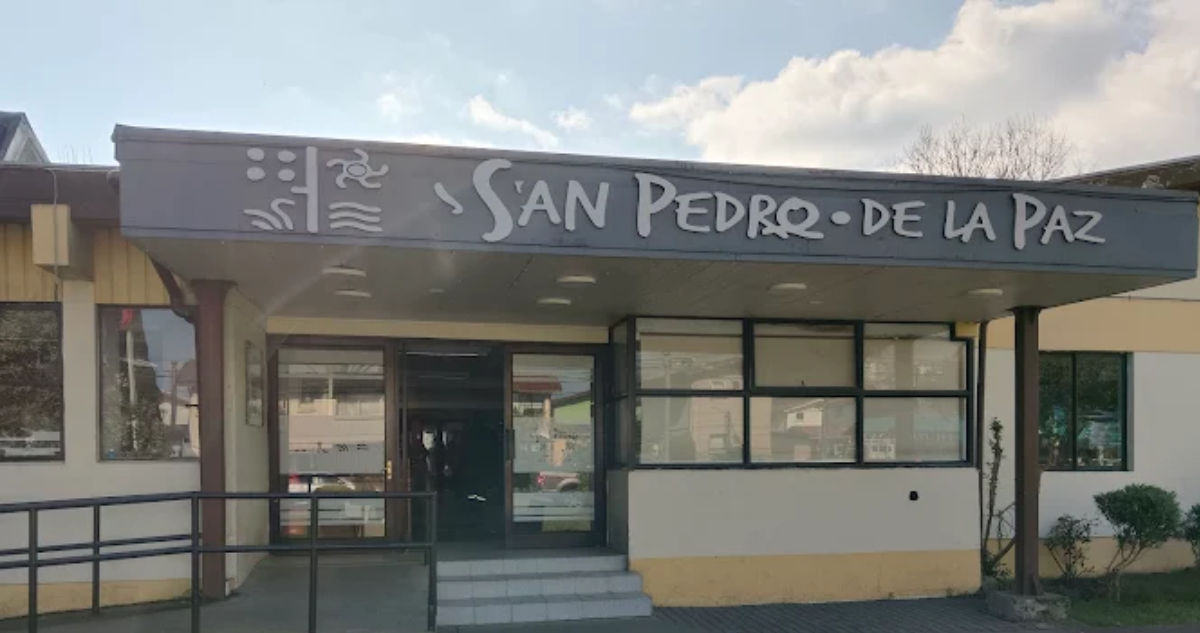 SAN PEDRO DE LA PAZ